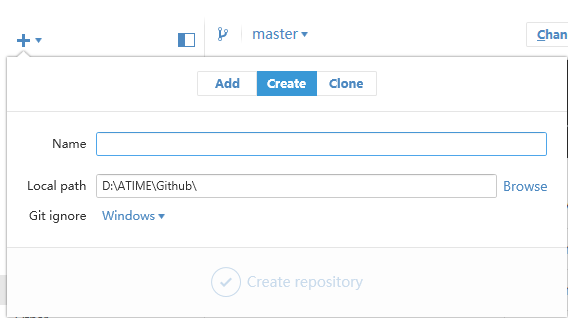 master
Chan
Add Create Clone
Name
Local path D:\ATIME\Github\ Browse
Git ignore Windows
Create repository